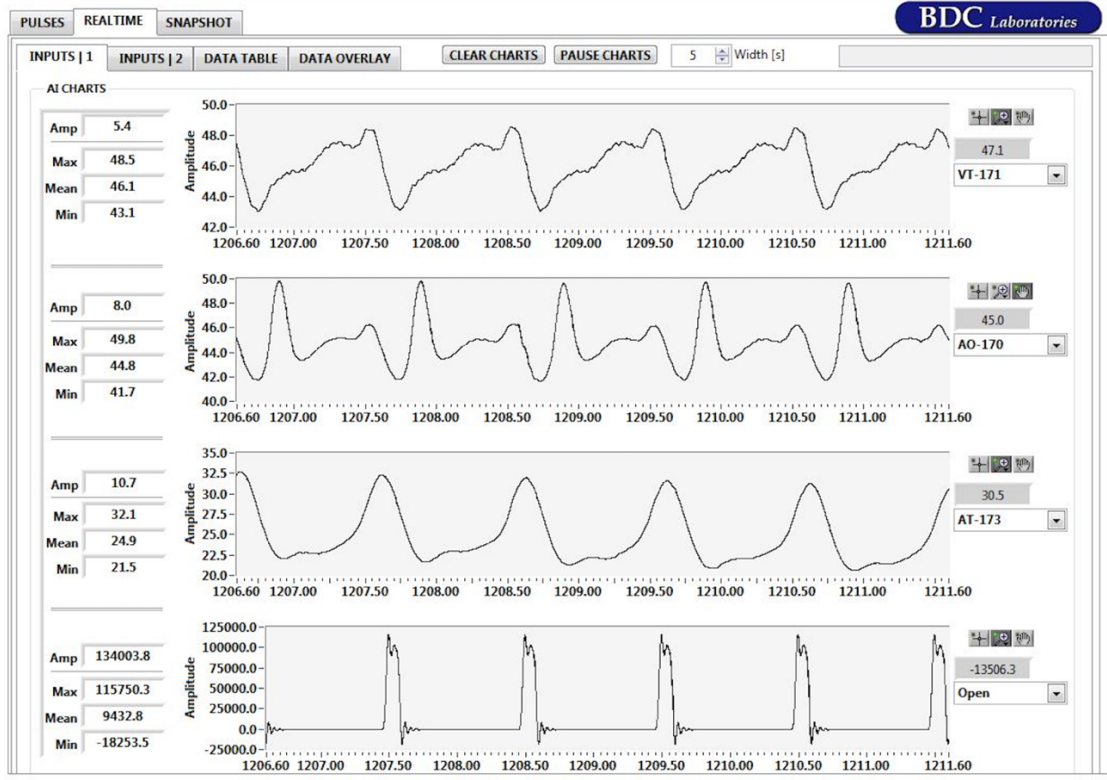 PULSES REALTIME SNAPSHOT BDC Laboratories
INPUTS | 1 INPUTS | 2 DATA TABLE DATA OVERLAY CLEAR CHARTS PAUSE CHARTS 5 Width [s]
AI CHARTS
Amp 5.4
Max 48.5
Mean 46.1
Min 43.1
Amplitude
50.0
48.0
46.0
44.0
42.0
1206.60 1207.00 1207.50 1208.00 1208.50 1209.00 1209.50 1210.00 1210.50 1211.00 1211.60
47.1
VT-171
Amp 8.0
Max 49.8
Mean 44.8
Min 41.7
Amplitude
50.0
48.0
46.0
44.0
42.0
40.0
1206.60 1207.00 1207.50 1208.00 1208.50 1209.00 1209.50 1210.00 1210.50 1211.00 1211.60
45.0
AO-170
Amp 10.7
Max 32.1
Mean 24.9
Min 21.5
Amplitude
35.0
32.5
30.0
27.5
25.0
22.5
20.0
1206.60 1207.00 1207.50 1208.00 1208.50 1209.00 1209.50 1210.00 1210.50 1211.00 1211.60
30.5
AT-173
Amp 134003.8
Max 115750.3
Mean 9432.8
Min -18253.5
Amplitude
125000.0
100000.0
75000.0
50000.0
25000.0
0.0
-25000.0
1206.60 1207.00 1207.50 1208.00 1208.50 1209.00 1209.50 1210.00 1210.50 1211.00 1211.60
-13506.3
Open